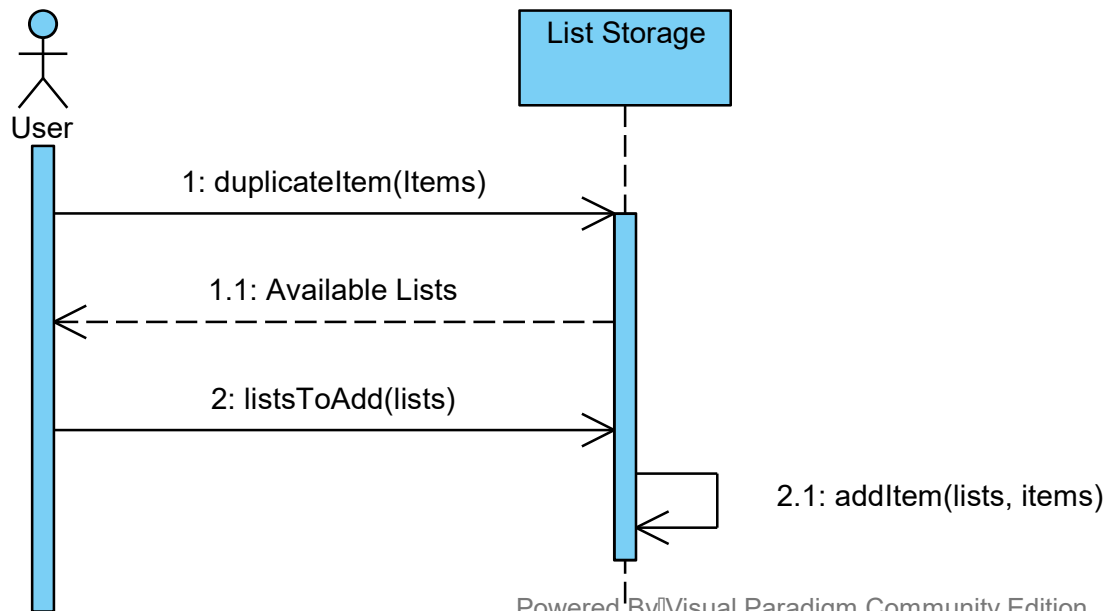 List Storage
User
1: duplicateItem(Items)
1.1: Available Lists
2: listsToAdd(lists)
2.1: addItem(lists, items)
Powered By Visual Paradigm Community Edition